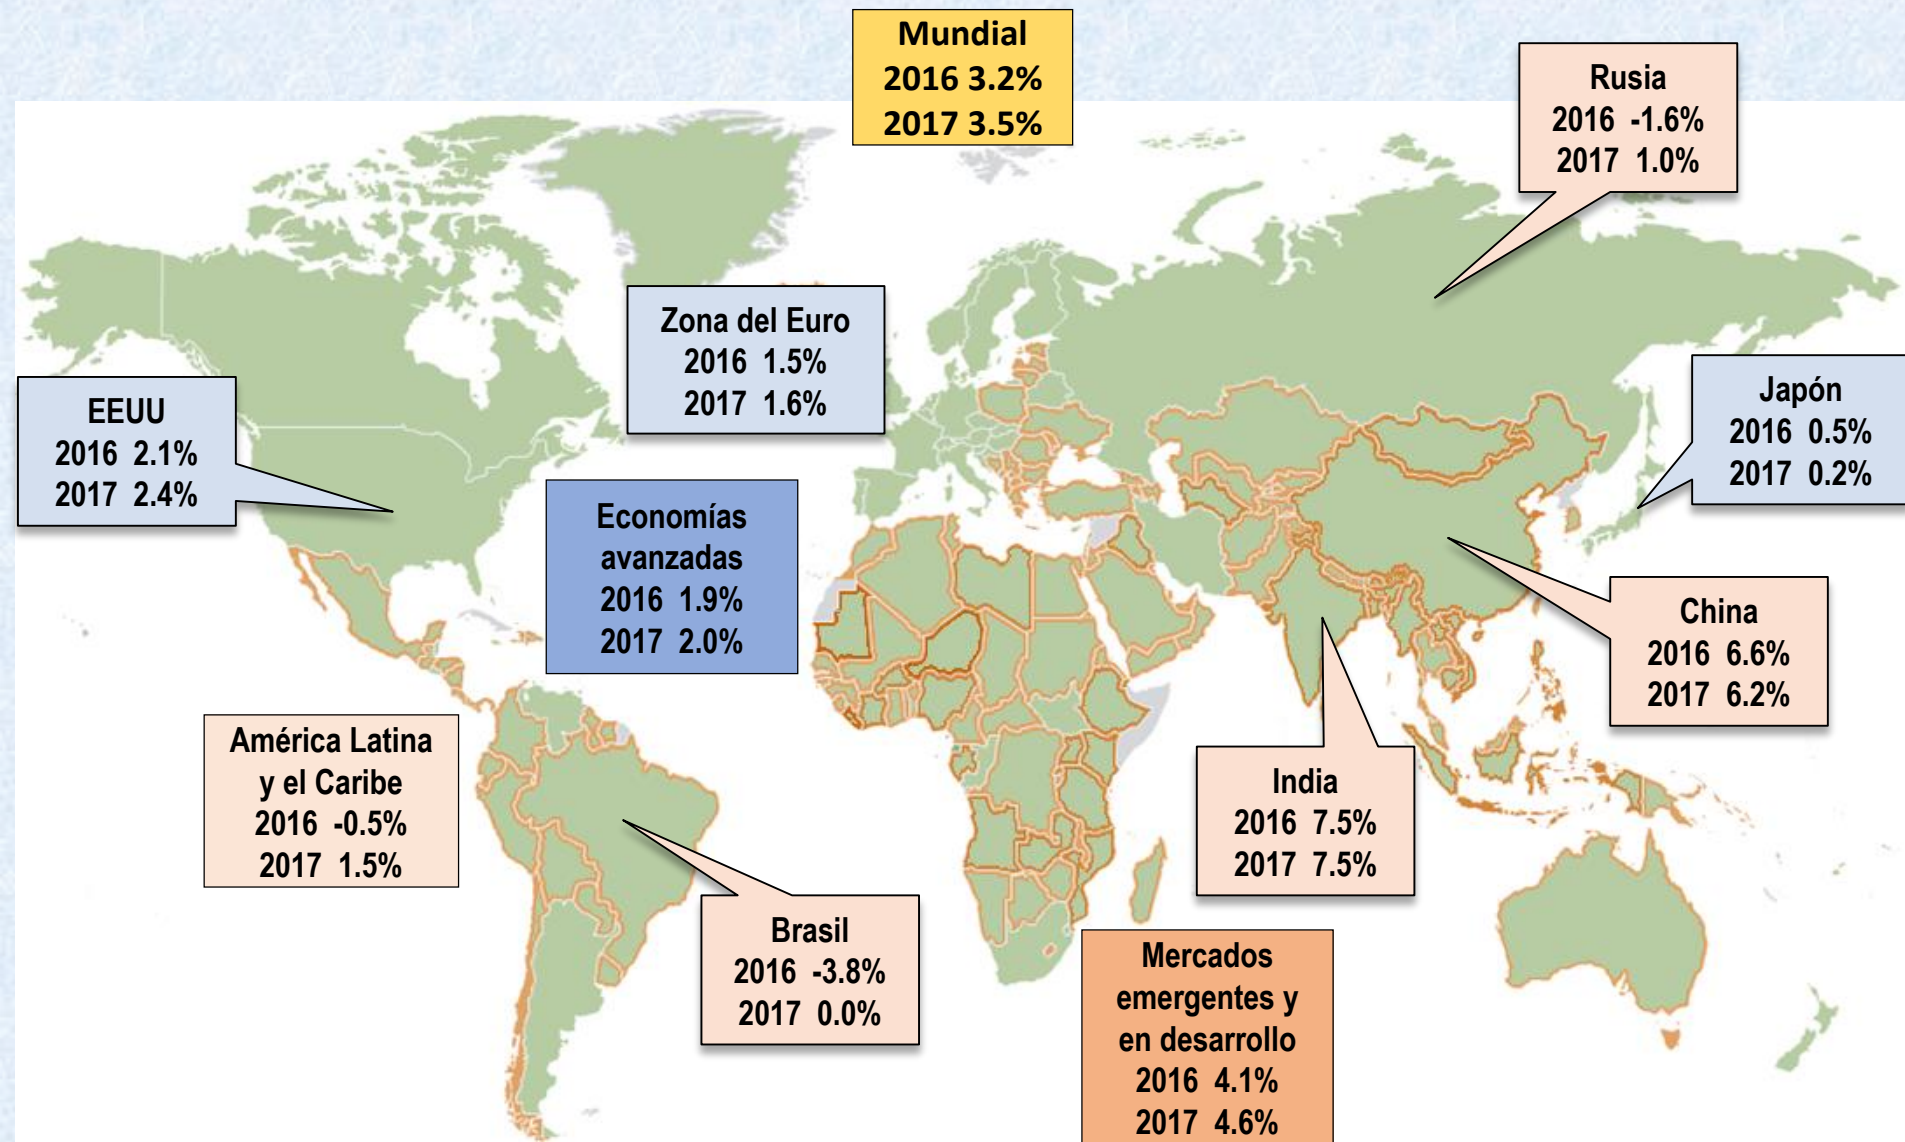 Mundial
2016 3.2%
2017 3.5%
Rusia
2016 -1.6%
2017 1.0%
Zona del Euro
2016 1.5%
2017 1.6%
EEUU
2016 2.1%
2017 2.4%
Japón
2016 0.5%
2017 0.2%
Economías
avanzadas
2016 1.9%
2017 2.0%
China
2016 6.6%
2017 6.2%
América Latina
y el Caribe
2016 -0.5%
2017 1.5%
India
2016 7.5%
2017 7.5%
Brasil
2016 -3.8%
2017 0.0%
Mercados
emergentes y
en desarrollo
2016 4.1%
2017 4.6%